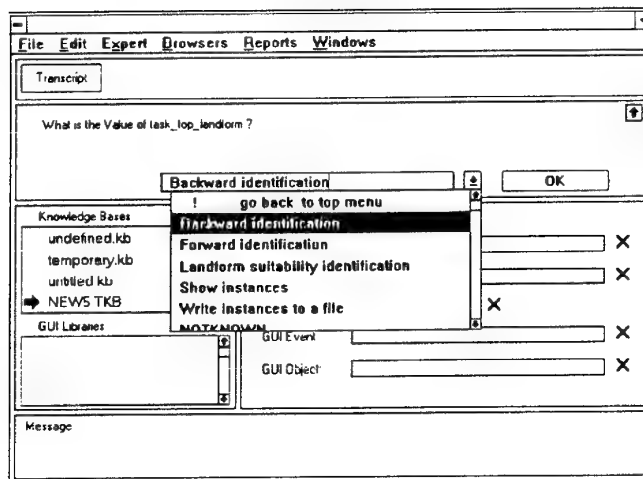 File Edit Expert Browsers Reports Windows
Transcript
What is the Value of task_top_landform ?
Backward identification
OK
! go back to top menu
Backward identification
Forward identification
Landform suitability identification
Show instances
Write instances to a file
NOTKNOWN
Knowledge Bases
undefined.kb
temporary.kb
untitled.kb
NEWS TKB
GUI Libraries
GUI Event
GUI Object
Message